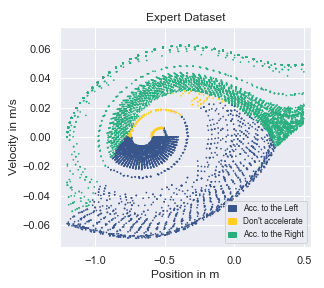 Expert Dataset
Velocity in m/s
0.06
0.04
0.02
0.00
−0.02
−0.04
−0.06
Acc. to the Left
Don't accelerate
Acc. to the Right
−1.0 −0.5 0.0 0.5
Position in m